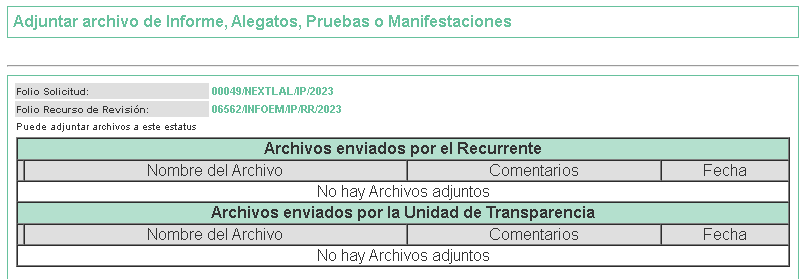 Adjuntar archivo de Informe, Alegatos, Pruebas o Manifestaciones
Folio Solicitud: 00049/NEXTLAL/IP/2023
Folio Recurso de Revisión: 06562/INFOEM/IP/RR/2023
Puede adjuntar archivos a este estatus
Archivos enviados por el Recurrente
Nombre del Archivo Comentarios Fecha
No hay Archivos adjuntos
Archivos enviados por la Unidad de Transparencia
Nombre del Archivo Comentarios Fecha
No hay Archivos adjuntos